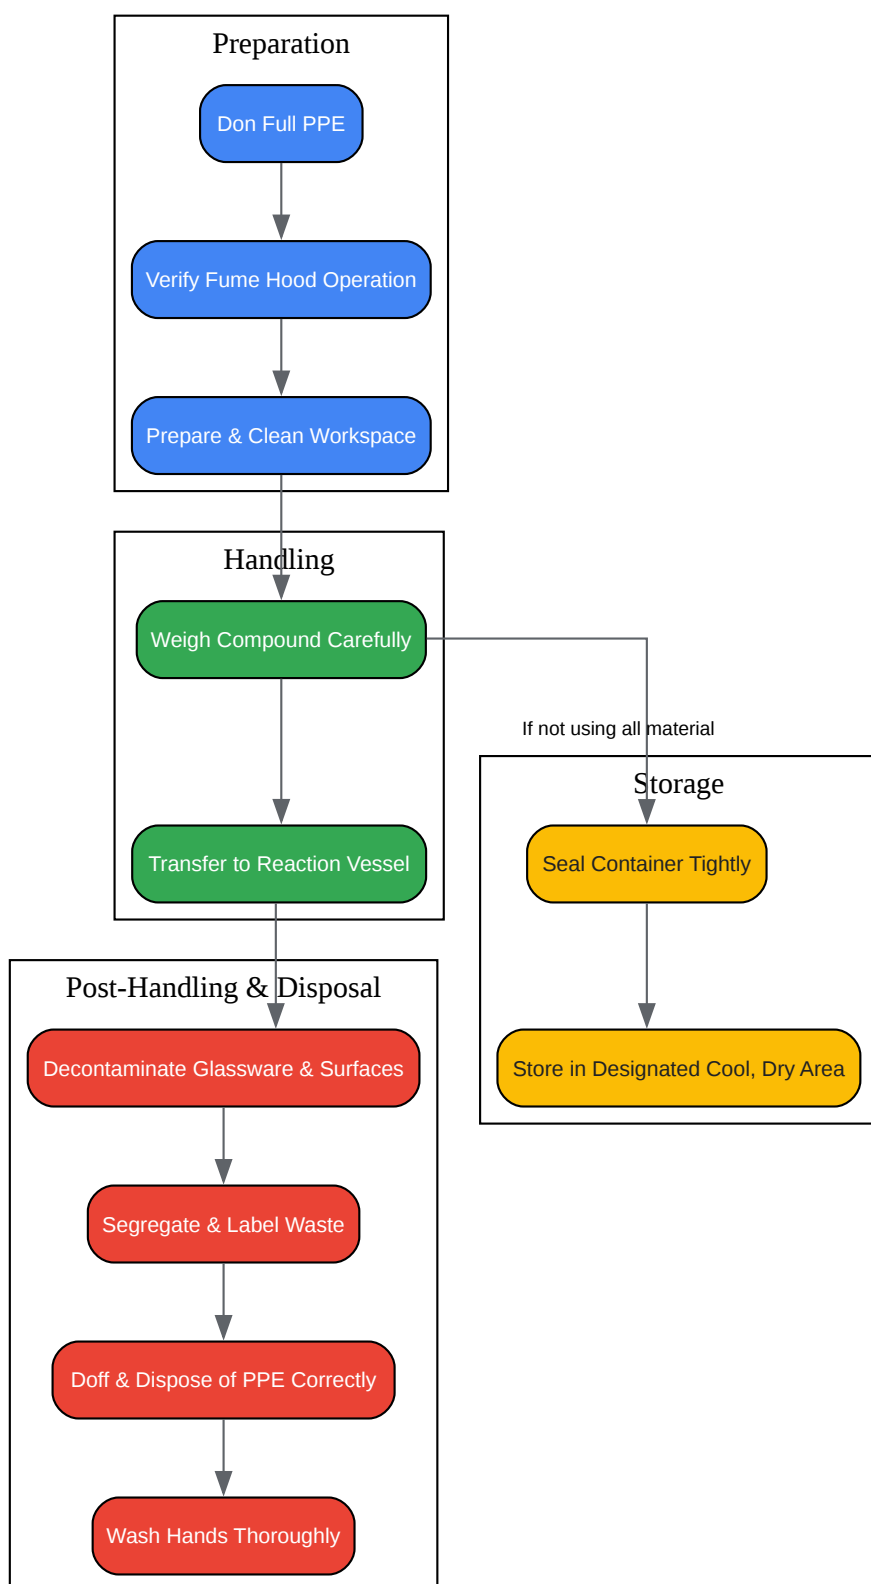 Preparation
Don Full PPE
Verify Fume Hood Operation
Prepare & Clean Workspace
Handling
Weigh Compound Carefully
If not using all material
Transfer to Reaction Vessel
Storage
Seal Container Tightly
Store in Designated Cool, Dry Area
Post-Handling & Disposal
Decontaminate Glassware & Surfaces
Segregate & Label Waste
Doff & Dispose of PPE Correctly
Wash Hands Thoroughly